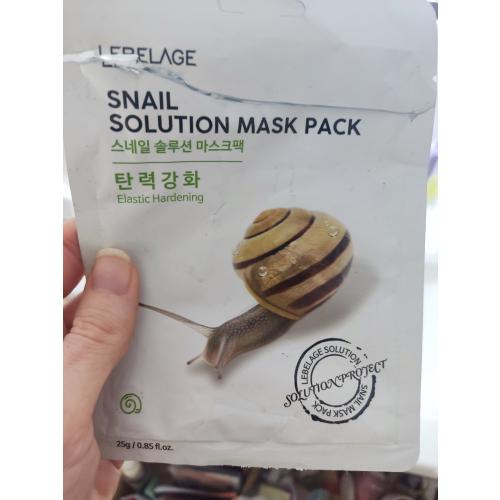 LEBELAGE
SNAIL
SOLUTION MASK PACK
스네일 솔루션 마스크팩
탄력강화
Elastic Hardening
LEBELAGE SOLUTION
SOLUTION PROTECT
SNAIL MASK PACK
25g / 0.85 fl.oz.